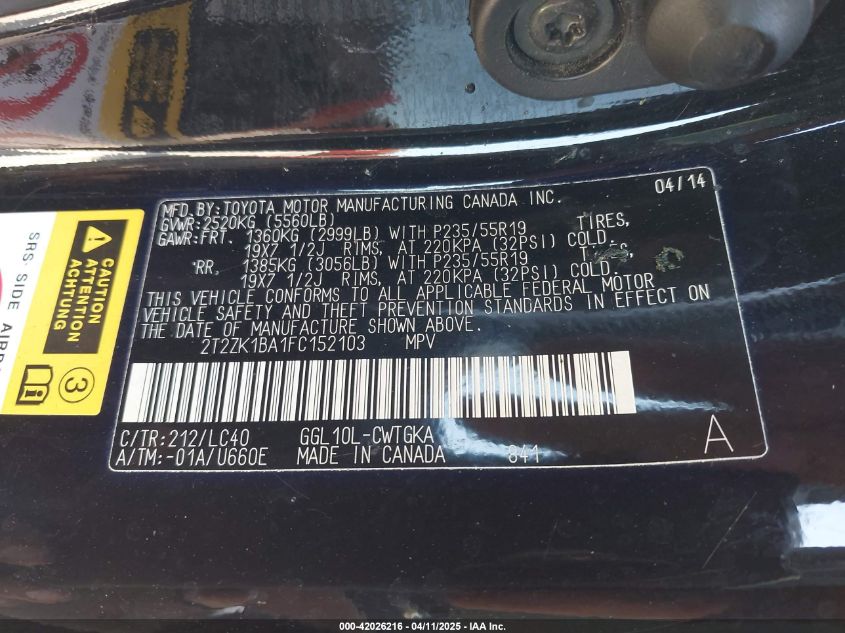 04/14
MFD. BY: TOYOTA MOTOR MANUFACTURING CANADA INC.
GVWR: 2520KG (5560LB)
GAWR: FRT. 1360KG (2999LB) WITH P235/55R19 TIRES,
19X7 1/2J RIMS, AT 220KPA (32PSI) COLD.
RR. 1385KG (3056LB) WITH P235/55R19
19X7 1/2J RIMS, AT 220KPA (32PSI) COLD.
THIS VEHICLE CONFORMS TO ALL APPLICABLE FEDERAL MOTOR
VEHICLE SAFETY AND THEFT PREVENTION STANDARDS IN EFFECT ON
THE DATE OF MANUFACTURE SHOWN ABOVE.
2T2ZK1BA1FC152103 MPV
C/TR: 212/LC40 GGL10L-CWTGKA A
A/TM: -01A/U660E MADE IN CANADA 841
CAUTION
ATTENTION
ACHTUNG
3
SRS SIDE
000-42026216 - 04/11/2025 - IAA Inc.